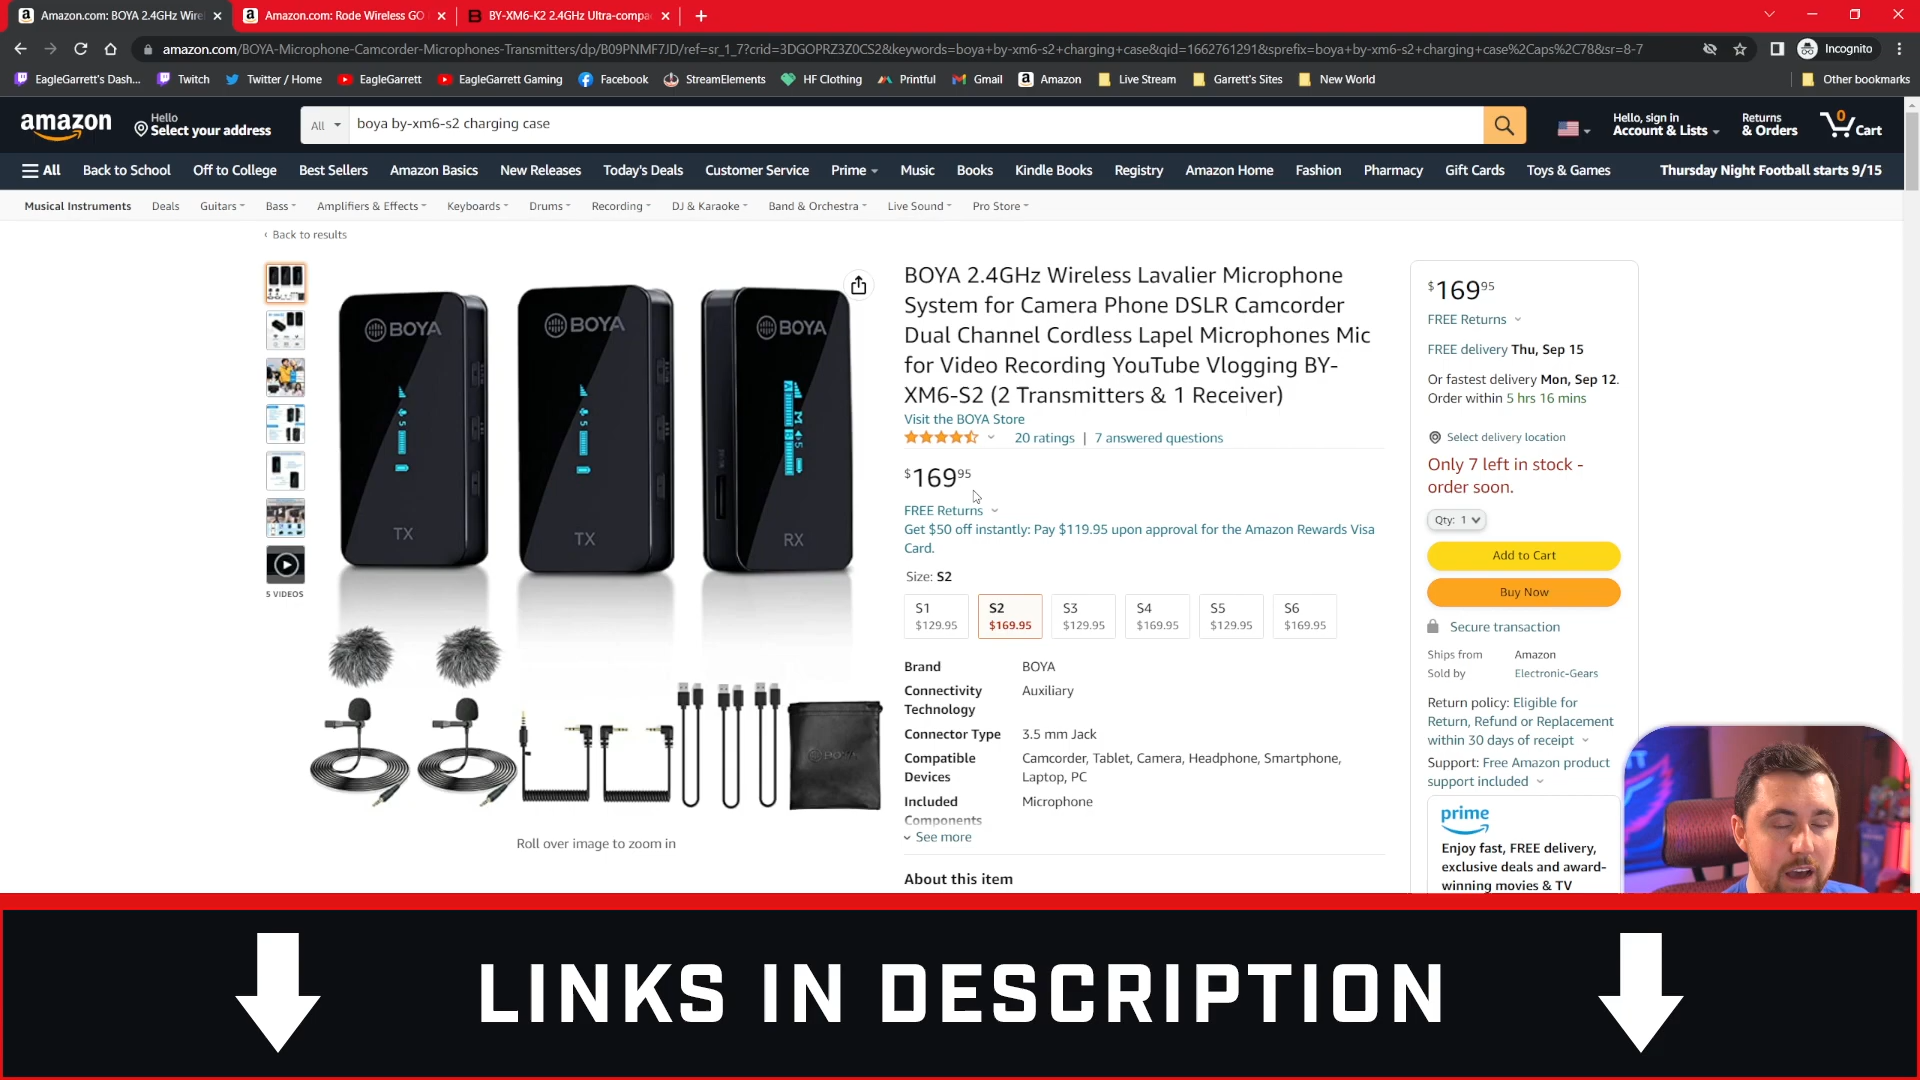 Amazon.com: BOYA 2.4GHz Wirel
Amazon.com: Rode Wireless GO
BY-XM6-K2 2.4GHz Ultra-compa
amazon.com/BOYA-Microphone-Camcorder-Microphones-Transmitters/dp/B09PNMF7JD/ref=sr_1_7?crid=3DGOPRZ3Z0CS2&keywords=boya+by-xm6-s2+charging+case&qid=1662761291&sprefix=boya+by-xm6-s2+charging+case%2Caps%2C78&sr=8-7
Incognito
EagleGarrett's Dash...
Twitch
Twitter / Home
EagleGarrett
EagleGarrett Gaming
Facebook
StreamElements
HF Clothing
Printful
Gmail
Amazon
Live Stream
Garrett's Sites
New World
Other bookmarks
amazon
Hello
Select your address
All
boya by-xm6-s2 charging case
Hello, sign in
Account & Lists
Returns
& Orders
0
Cart
All
Back to School
Off to College
Best Sellers
Amazon Basics
New Releases
Today's Deals
Customer Service
Prime
Music
Books
Kindle Books
Registry
Amazon Home
Fashion
Pharmacy
Gift Cards
Toys & Games
Thursday Night Football starts 9/15
Musical Instruments
Deals
Guitars
Bass
Amplifiers & Effects
Keyboards
Drums
Recording
DJ & Karaoke
Band & Orchestra
Live Sound
Pro Store
‹ Back to results
BOYA
TX
BOYA
TX
BOYA
RX
5 VIDEOS
Roll over image to zoom in
BOYA 2.4GHz Wireless Lavalier Microphone
System for Camera Phone DSLR Camcorder
Dual Channel Cordless Lapel Microphones Mic
for Video Recording YouTube Vlogging BY-
XM6-S2 (2 Transmitters & 1 Receiver)
Visit the BOYA Store
20 ratings | 7 answered questions
$169.95
FREE Returns
Get $50 off instantly: Pay $119.95 upon approval for the Amazon Rewards Visa
Card.
Size: S2
S1
$129.95
S2
$169.95
S3
$129.95
S4
$169.95
S5
$129.95
S6
$169.95
Brand BOYA
Connectivity Auxiliary
Technology
Connector Type 3.5 mm Jack
Compatible Camcorder, Tablet, Camera, Headphone, Smartphone,
Devices Laptop, PC
Included Microphone
Components
See more
About this item
$169.95
FREE Returns
FREE delivery Thu, Sep 15
Or fastest delivery Mon, Sep 12.
Order within 5 hrs 16 mins
Select delivery location
Only 7 left in stock -
order soon.
Qty: 1
Add to Cart
Buy Now
Secure transaction
Ships from Amazon
Sold by Electronic-Gears
Return policy: Eligible for
Return, Refund or Replacement
within 30 days of receipt
Support: Free Amazon product
support included
prime
Enjoy fast, FREE delivery,
exclusive deals and award-
winning movies & TV
LINKS IN DESCRIPTION